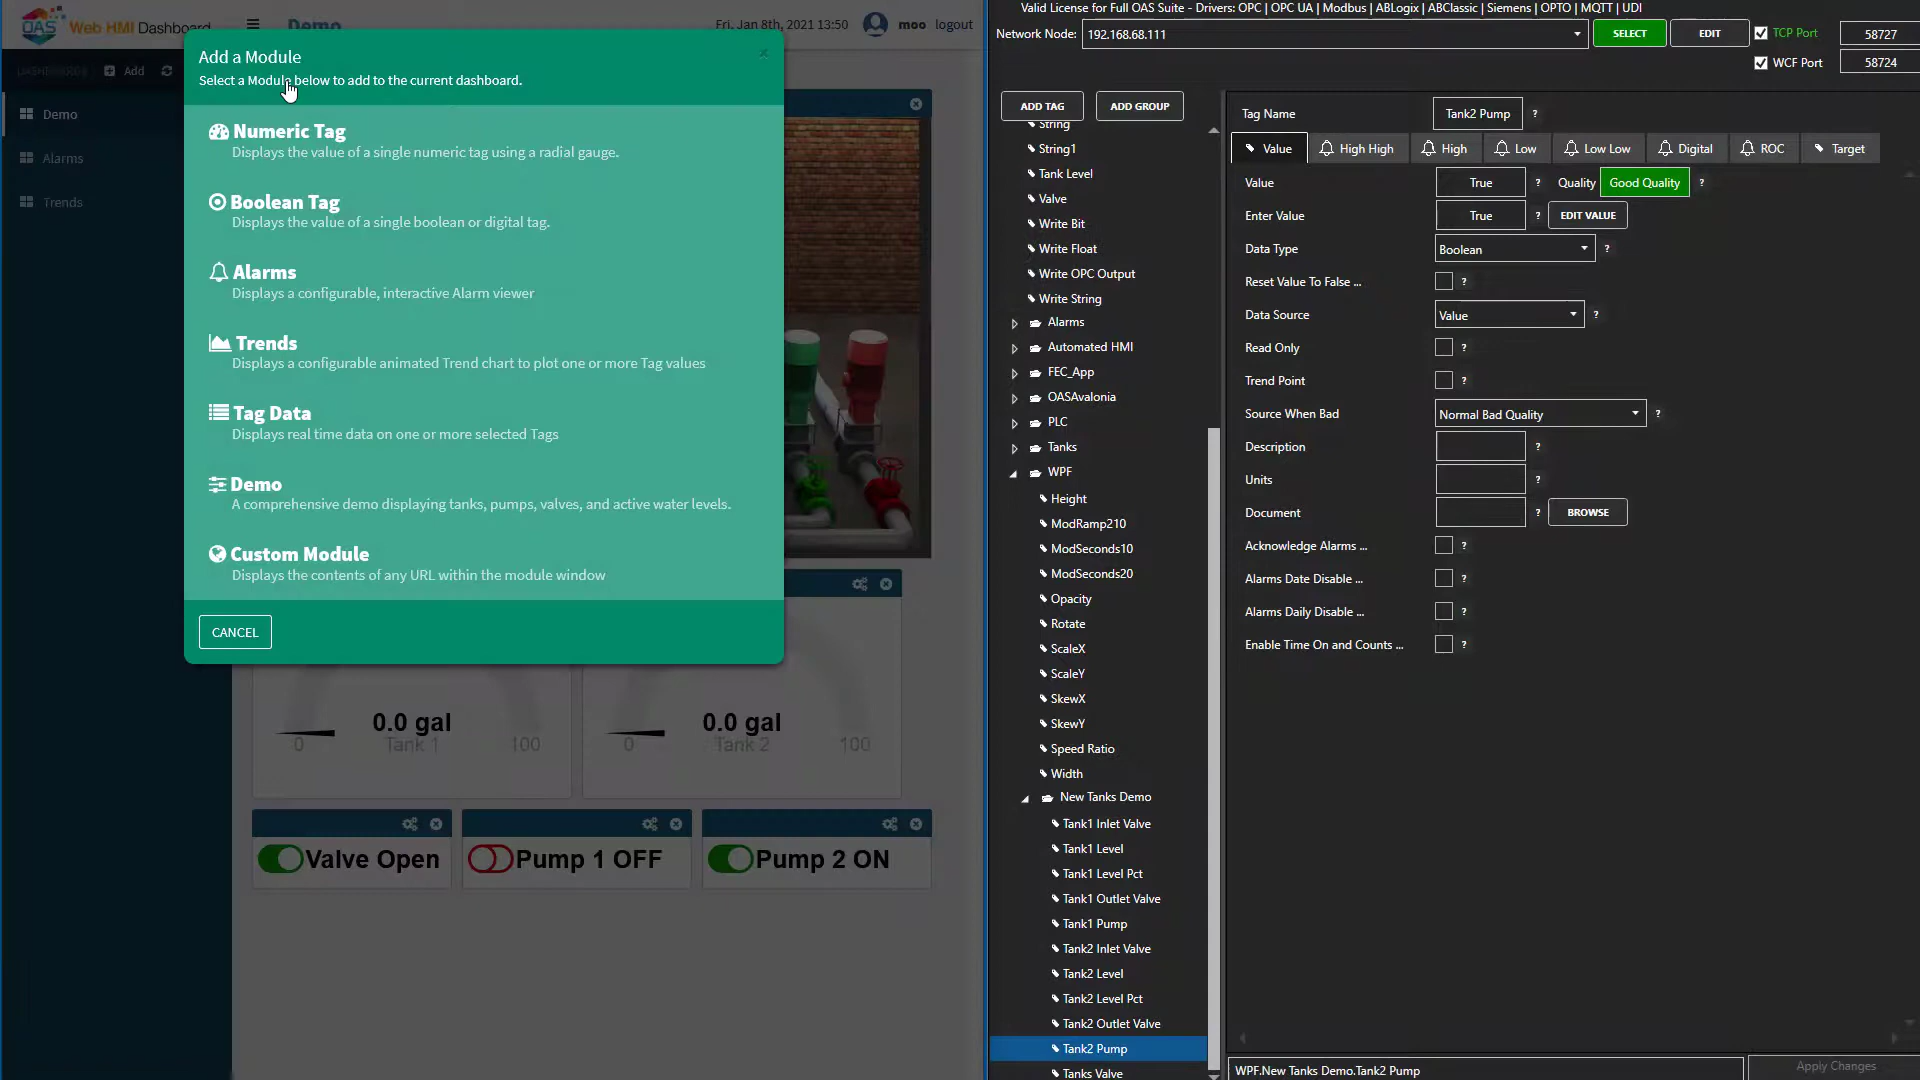 OAS Web HMI Dashboard
Demo
Fri, Jan 8th, 2021 13:50
moo
logout
DASHBOARDS
Add
Demo
Alarms
Trends
Add a Module
×
Select a Module below to add to the current dashboard.
Numeric Tag
Displays the value of a single numeric tag using a radial gauge.
Boolean Tag
Displays the value of a single boolean or digital tag.
Alarms
Displays a configurable, interactive Alarm viewer
Trends
Displays a configurable animated Trend chart to plot one or more Tag values
Tag Data
Displays real time data on one or more selected Tags
Demo
A comprehensive demo displaying tanks, pumps, valves, and active water levels.
Custom Module
Displays the contents of any URL within the module window
CANCEL
0.0 gal
0 Tank 1 100
0.0 gal
0 Tank 2 100
Valve Open
Pump 1 OFF
Pump 2 ON
Valid License for Full OAS Suite - Drivers: OPC | OPC UA | Modbus | ABLogix | ABClassic | Siemens | OPTO | MQTT | UDI
Network Node: 192.168.68.111 SELECT EDIT TCP Port 58727
WCF Port 58724
ADD TAG ADD GROUP
String
String1
Tank Level
Valve
Write Bit
Write Float
Write OPC Output
Write String
Alarms
Automated HMI
FEC_App
OASAvalonia
PLC
Tanks
WPF
Height
ModRamp210
ModSeconds10
ModSeconds20
Opacity
Rotate
ScaleX
ScaleY
SkewX
SkewY
Speed Ratio
Width
New Tanks Demo
Tank1 Inlet Valve
Tank1 Level
Tank1 Level Pct
Tank1 Outlet Valve
Tank1 Pump
Tank2 Inlet Valve
Tank2 Level
Tank2 Level Pct
Tank2 Outlet Valve
Tank2 Pump
Tanks Valve
Tag Name Tank2 Pump ?
Value High High High Low Low Low Digital ROC Target
Value True ? Quality Good Quality ?
Enter Value True ? EDIT VALUE
Data Type Boolean ?
Reset Value To False ... ?
Data Source Value ?
Read Only ?
Trend Point ?
Source When Bad Normal Bad Quality ?
Description ?
Units ?
Document ? BROWSE
Acknowledge Alarms ... ?
Alarms Date Disable ... ?
Alarms Daily Disable ... ?
Enable Time On and Counts ... ?
WPF.New Tanks Demo.Tank2 Pump
Apply Changes